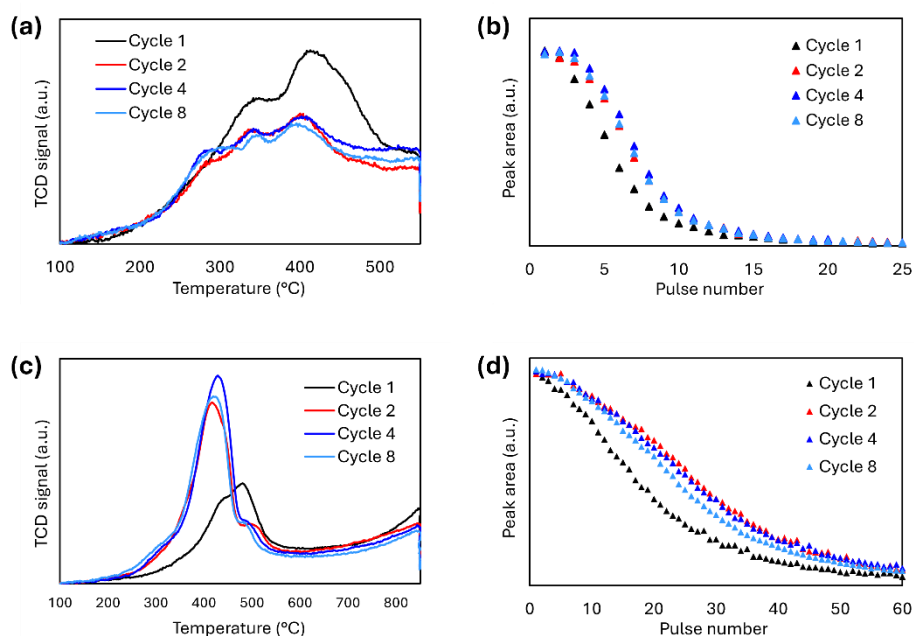 (a)
TCD signal (a.u.)
Cycle 1
Cycle 2
Cycle 4
Cycle 8
100 200 300 400 500
Temperature (°C)
(b)
Peak area (a.u.)
Cycle 1
Cycle 2
Cycle 4
Cycle 8
0 5 10 15 20 25
Pulse number
(c)
TCD signal (a.u.)
Cycle 1
Cycle 2
Cycle 4
Cycle 8
100 200 300 400 500 600 700 800
Temperature (°C)
(d)
Peak area (a.u.)
Cycle 1
Cycle 2
Cycle 4
Cycle 8
0 10 20 30 40 50 60
Pulse number